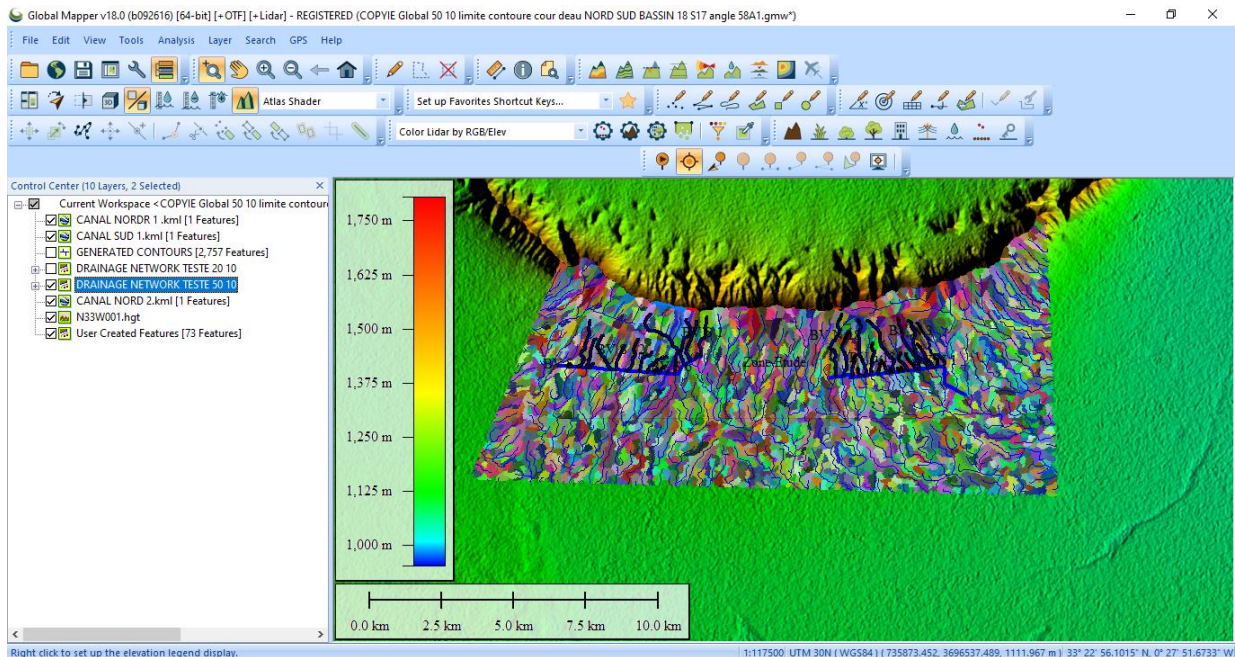 Global Mapper v18.0 (b092616) [64-bit] [+OTF] [+Lidar] - REGISTERED (COPYIE Global 50 10 limite contoure cour deau NORD SUD BASSIN 18 S17 angle 58A1.gmw*)
File Edit View Tools Analysis Layer Search GPS Help
Atlas Shader
Set up Favorites Shortcut Keys...
Color Lidar by RGB/Elev
Control Center (10 Layers, 2 Selected)
Current Workspace <COPYIE Global 50 10 limite contour
CANAL NORDR 1 .kml [1 Features]
CANAL SUD 1.kml [1 Features]
GENERATED CONTOURS [2,757 Features]
DRAINAGE NETWORK TESTE 20 10
DRAINAGE NETWORK TESTE 50 10
CANAL NORD 2.kml [1 Features]
N33W001.hgt
User Created Features [73 Features]
1,750 m
1,625 m
1,500 m
1,375 m
1,250 m
1,125 m
1,000 m
Zone Etude
0.0 km 2.5 km 5.0 km 7.5 km 10.0 km
Right click to set up the elevation legend display.
1:117500 UTM 30N ( WGS84 ) ( 735873.452, 3696537.489, 1111.967 m ) 33° 22' 56.1015" N, 0° 27' 51.6733" W